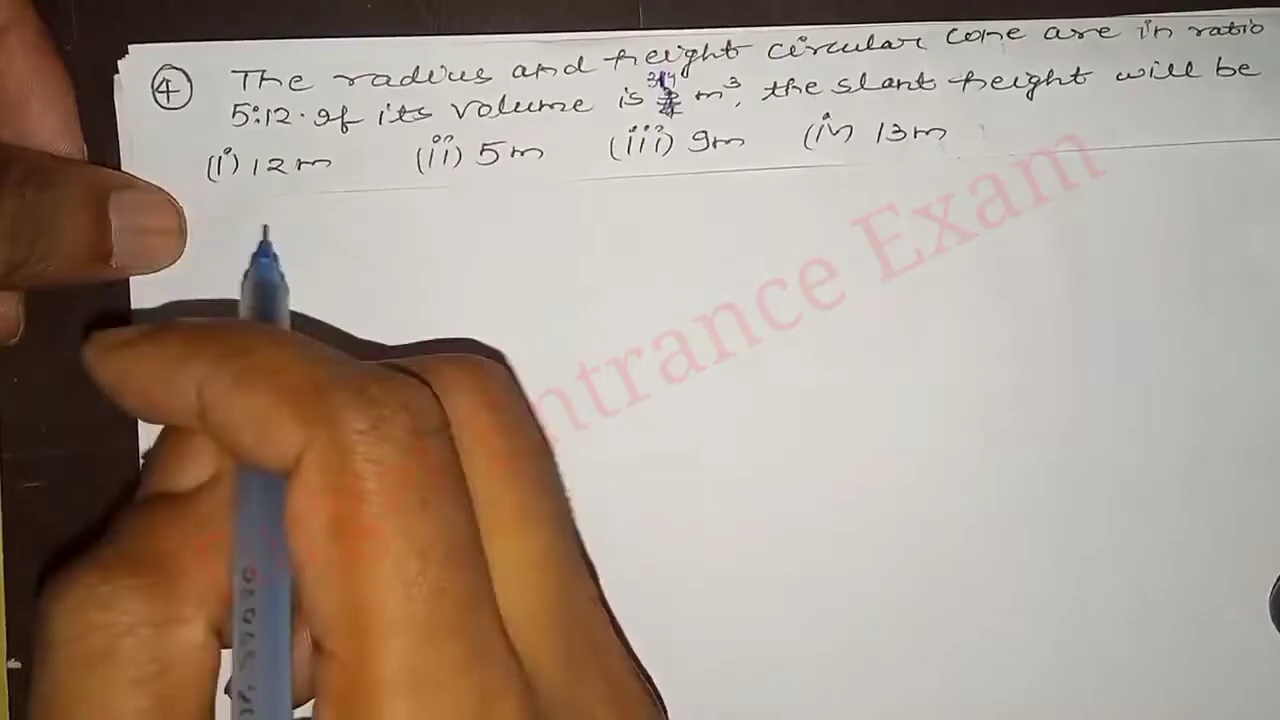 ④ The radius and height circular cone are in ratio
5:12. If its volume is 314 m³, the slant height will be
(i) 12m (ii) 5m (iii) 9m (iv) 13m
Entrance Exam